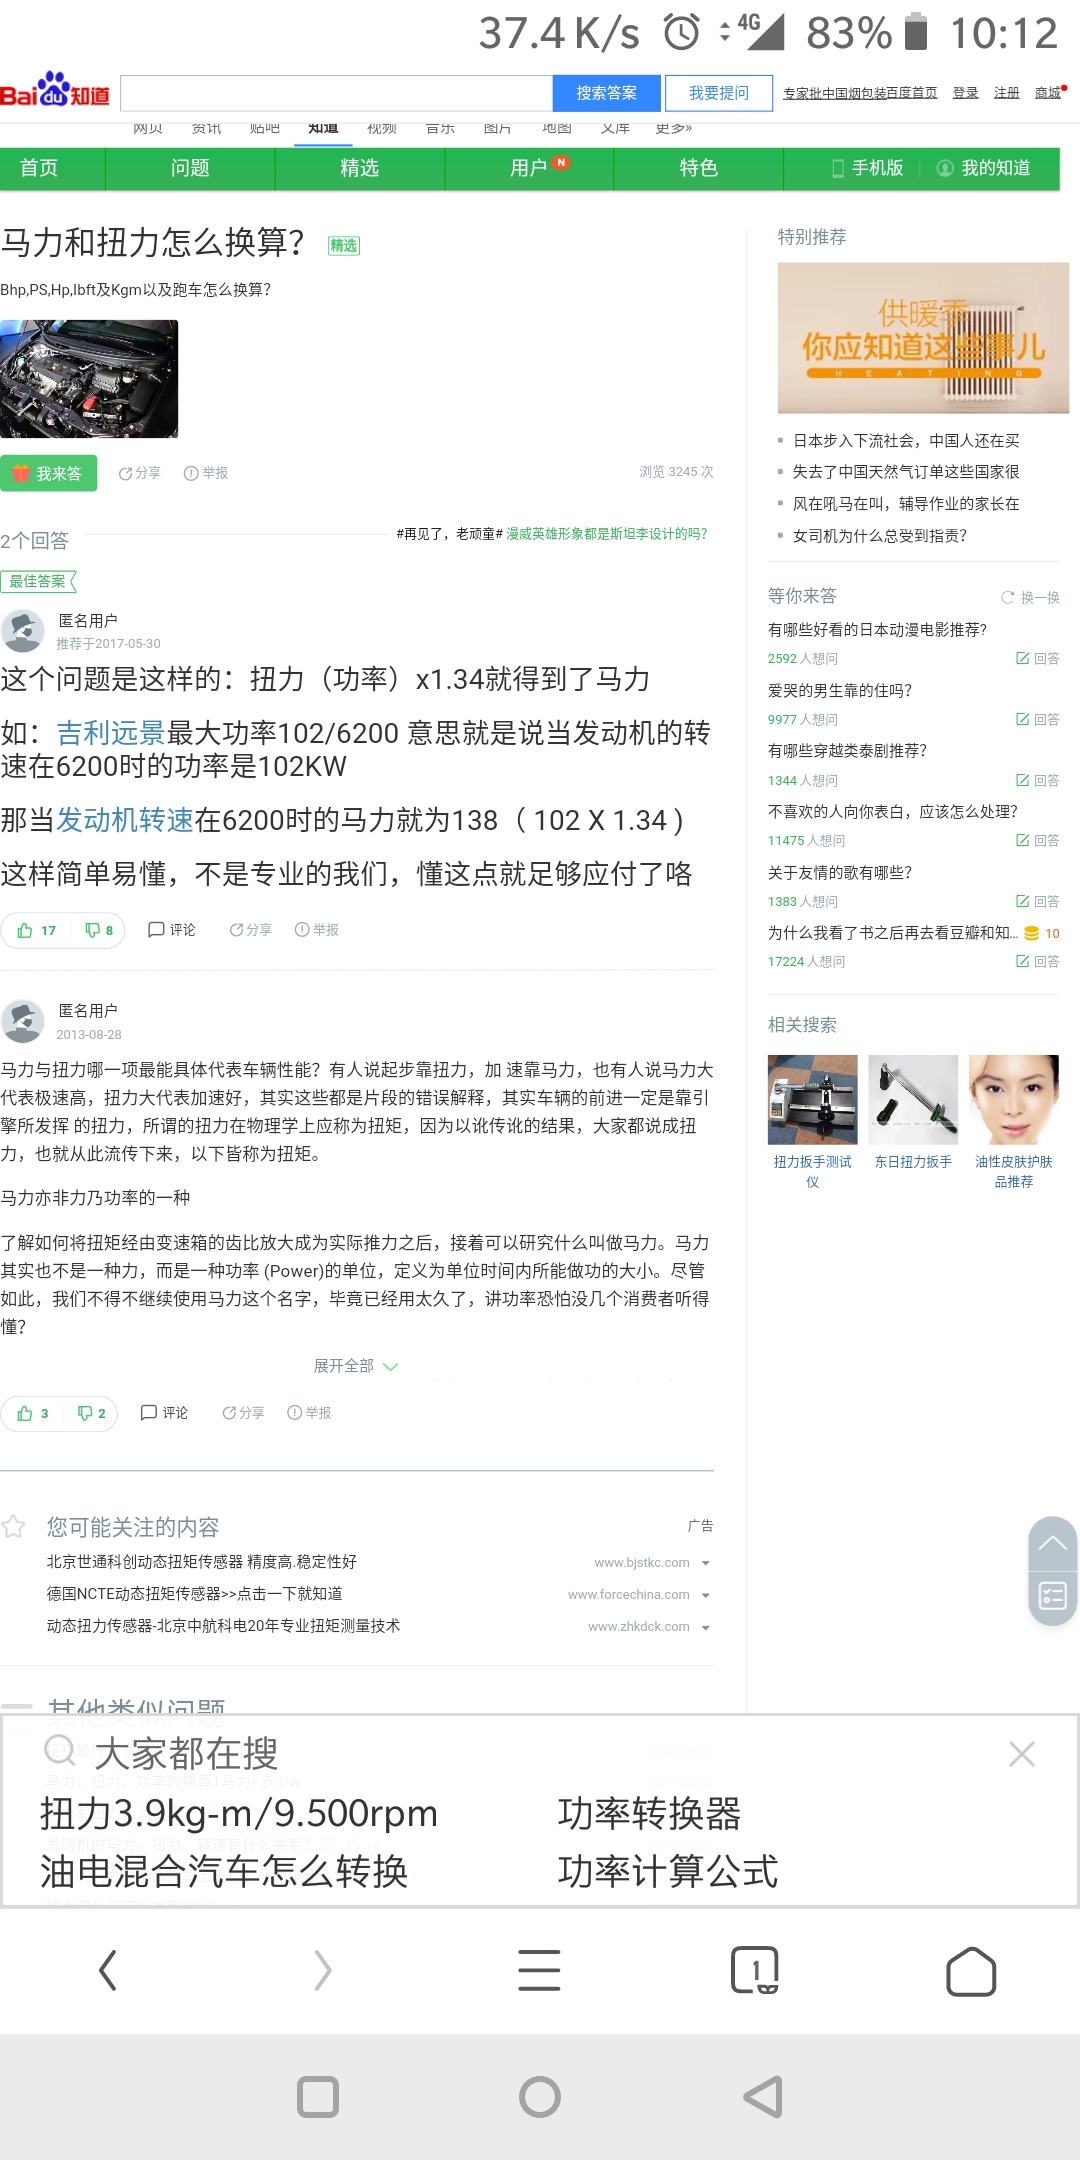 37.4 K/s 4G 83% 10:12
Bai du 知道 搜索答案 我要提问 专家批中国烟包装百度首页 登录 注册 商城
网页 资讯 贴吧 知道 视频 音乐 图片 地图 文库 更多»
首页 问题 精选 用户 N 特色 手机版 我的知道
马力和扭力怎么换算? 精选
Bhp,PS,Hp,lbft及Kgm以及跑车怎么换算?
我来答 分享 举报 浏览 3245 次
2个回答 #再见了，老顽童# 漫威英雄形象都是斯坦李设计的吗?
最佳答案
匿名用户
推荐于2017-05-30
这个问题是这样的：扭力（功率）x1.34就得到了马力
如：吉利远景最大功率102/6200 意思就是说当发动机的转
速在6200时的功率是102KW
那当发动机转速在6200时的马力就为138（ 102 X 1.34 )
这样简单易懂，不是专业的我们，懂这点就足够应付了咯
17 8 评论 分享 举报
匿名用户
2013-08-28
马力与扭力哪一项最能具体代表车辆性能？有人说起步靠扭力，加 速靠马力，也有人说马力大
代表极速高，扭力大代表加速好，其实这些都是片段的错误解释，其实车辆的前进一定是靠引
擎所发挥 的扭力，所谓的扭力在物理学上应称为扭矩，因为以讹传讹的结果，大家都说成扭
力，也就从此流传下来，以下皆称为扭矩。
马力亦非力乃功率的一种
了解如何将扭矩经由变速箱的齿比放大成为实际推力之后，接着可以研究什么叫做马力。马力
其实也不是一种力，而是一种功率 (Power)的单位，定义为单位时间内所能做功的大小。尽管
如此，我们不得不继续使用马力这个名字，毕竟已经用太久了，讲功率恐怕没几个消费者听得
懂？
展开全部
3 2 评论 分享 举报
您可能关注的内容 广告
北京世通科创动态扭矩传感器 精度高.稳定性好 www.bjstkc.com
德国NCTE动态扭矩传感器>>点击一下就知道 www.forcechina.com
动态扭力传感器-北京中航科电20年专业扭矩测量技术 www.zhkdck.com
其他类似问题
特别推荐
供暖季
你应知道这些事儿
HEATING
日本步入下流社会，中国人还在买
失去了中国天然气订单这些国家很
风在吼马在叫，辅导作业的家长在
女司机为什么总受到指责？
等你来答 换一换
有哪些好看的日本动漫电影推荐?
2592 人想问 回答
爱哭的男生靠的住吗?
9977 人想问 回答
有哪些穿越类泰剧推荐?
1344 人想问 回答
不喜欢的人向你表白，应该怎么处理?
11475 人想问 回答
关于友情的歌有哪些?
1383 人想问 回答
为什么我看了书之后再去看豆瓣和知... 10
17224 人想问 回答
相关搜索
扭力扳手测试 东日扭力扳手 油性皮肤护肤
仪 品推荐
大家都在搜
马力，扭力，功率的换算1马力=多少w
扭力3.9kg-m/9.500rpm 功率转换器
发动机的马力、扭力、转速有什么关系?
油电混合汽车怎么转换 功率计算公式
1